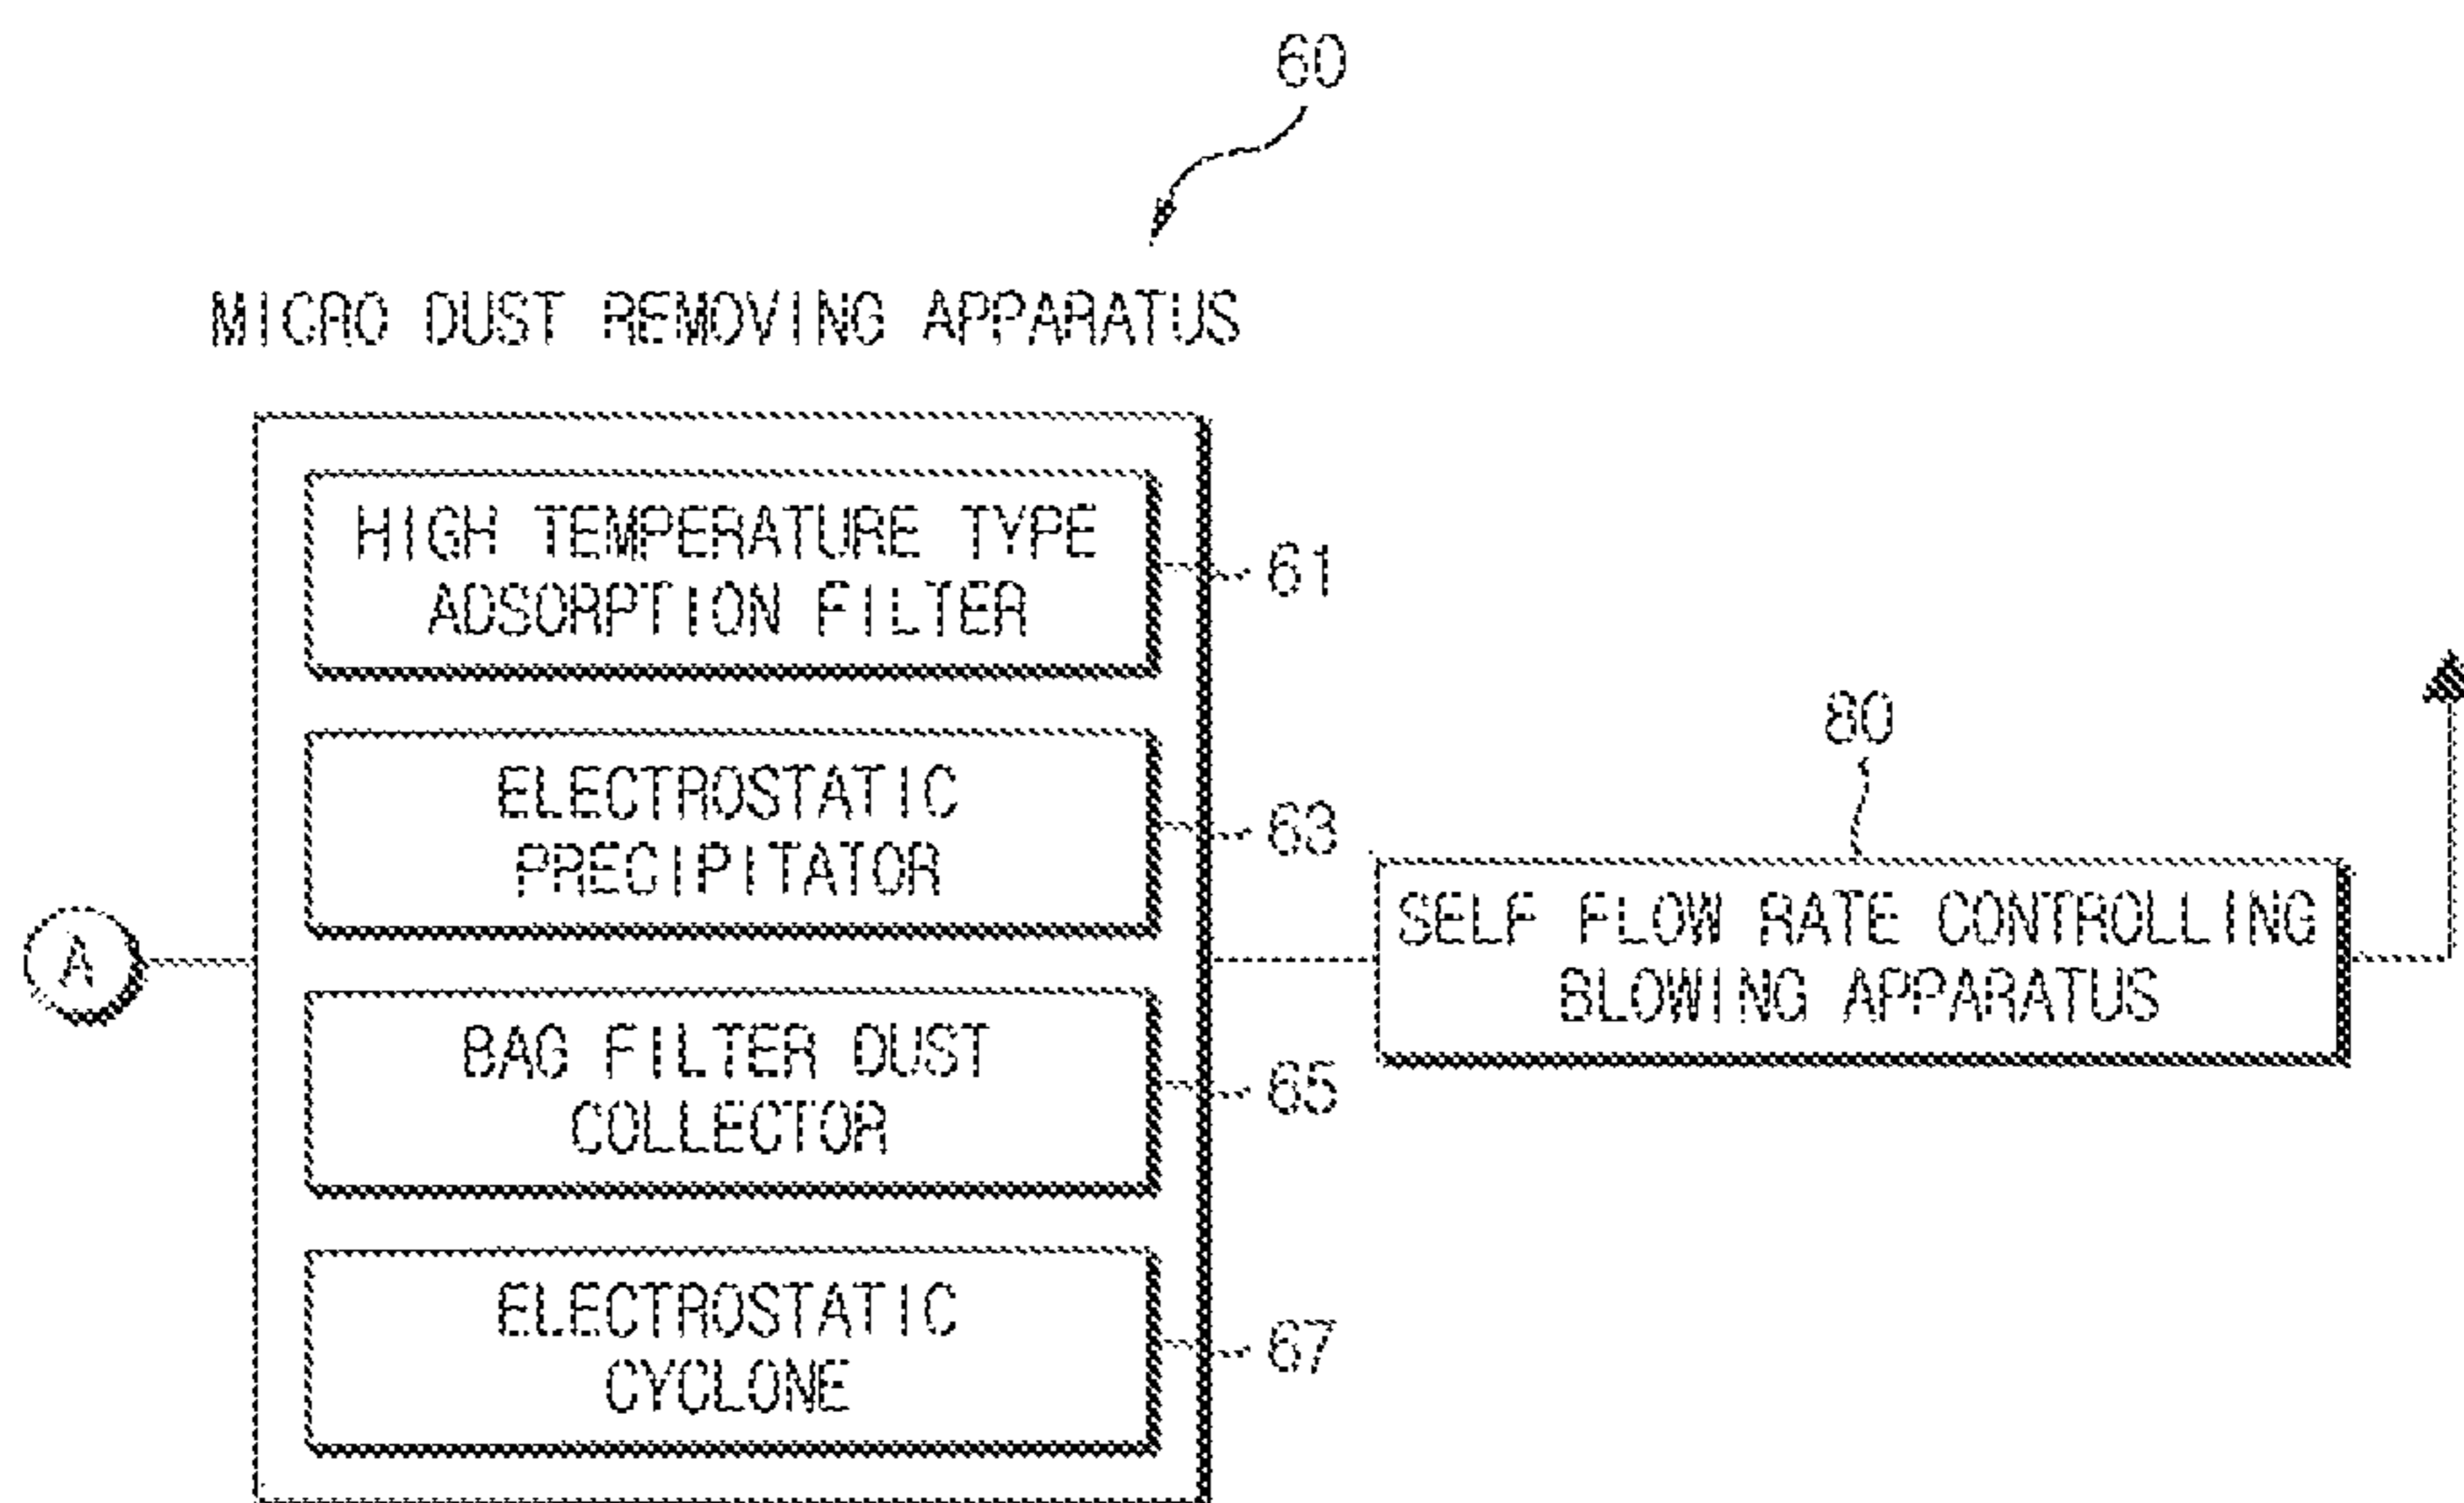 60
MICRO DUST REMOVING APPARATUS
HIGH TEMPERATURE TYPE
ADSORPTION FILTER
61
ELECTROSTATIC
PRECIPITATOR
63
80
A
SELF FLOW RATE CONTROLLING
BLOWING APPARATUS
BAG FILTER DUST
COLLECTOR
65
ELECTROSTATIC
CYCLONE
67